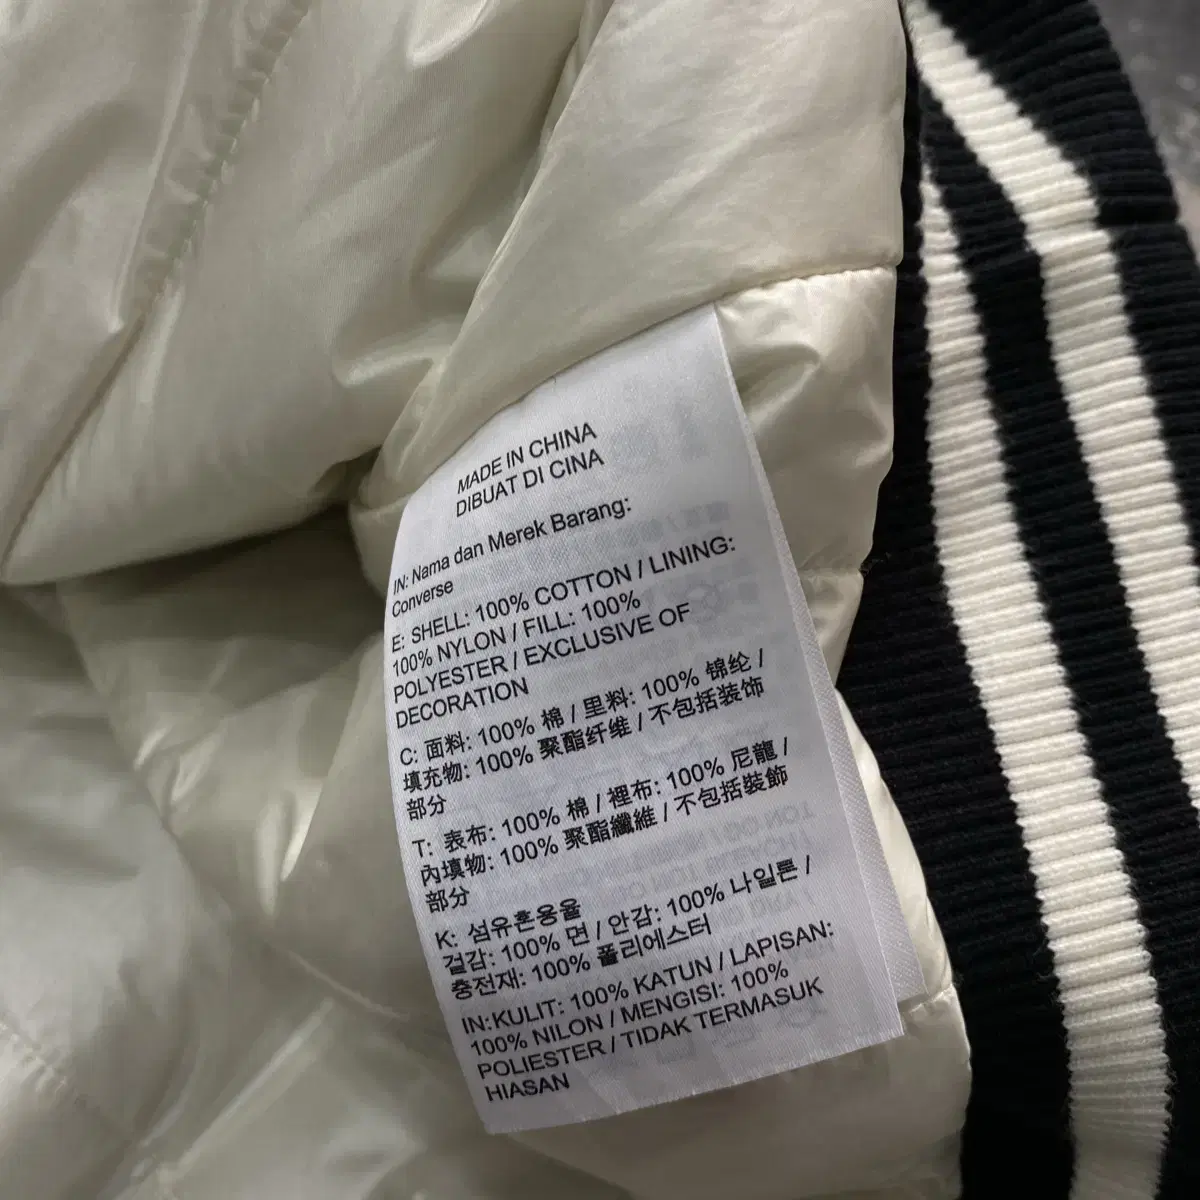 MADE IN CHINA
DIBUAT DI CINA
IN: Nama dan Merek Barang:
Converse
E: SHELL: 100% COTTON / LINING:
100% NYLON / FILL: 100%
POLYESTER / EXCLUSIVE OF
DECORATION
C: 面料: 100% 棉 / 里料: 100% 锦纶 /
填充物: 100% 聚酯纤维 / 不包括装饰
部分
T: 表布: 100% 棉 / 裡布: 100% 尼龍 /
內填物: 100% 聚酯纖維 / 不包括裝飾
部分
K: 섬유혼용율
겉감: 100% 면 / 안감: 100% 나일론 /
충전재: 100% 폴리에스터
IN:KULIT: 100% KATUN / LAPISAN:
100% NILON / MENGISI: 100%
POLIESTER / TIDAK TERMASUK
HIASAN